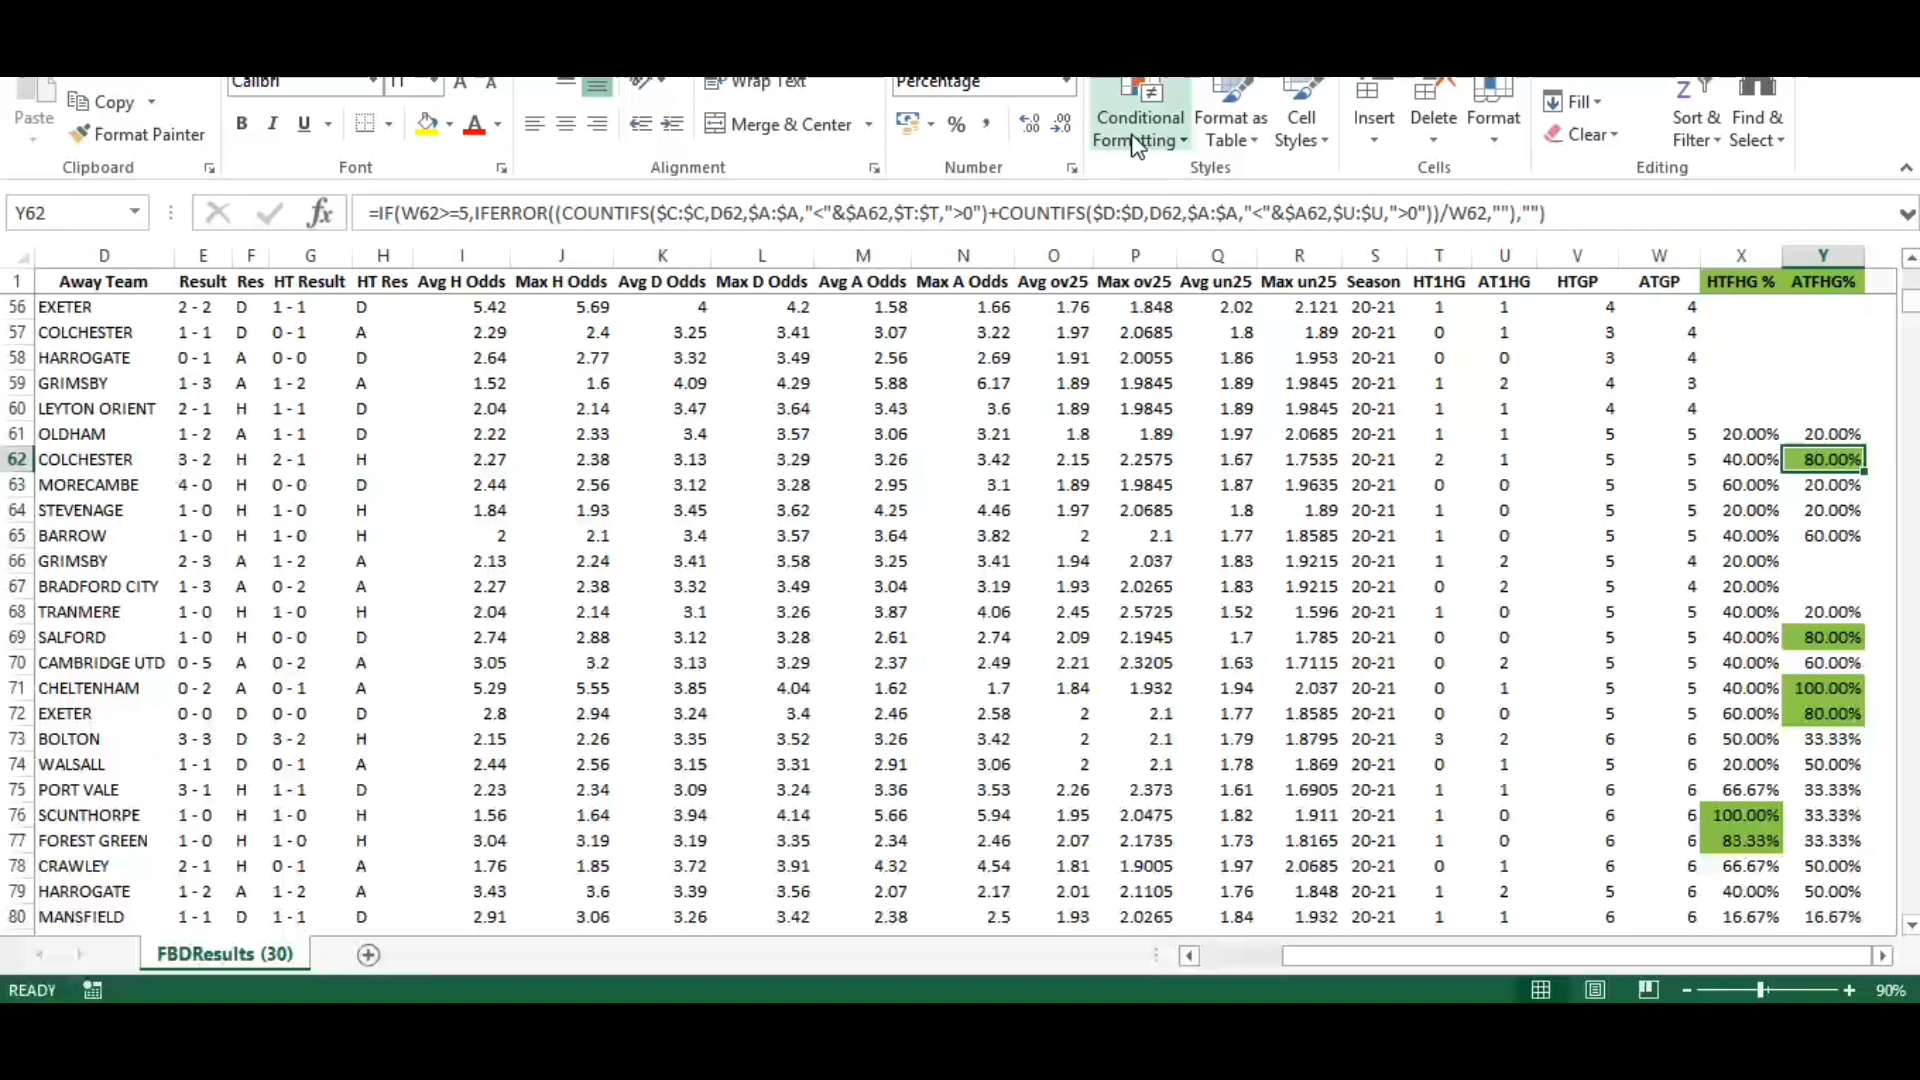 Calibri 11 A A Wrap Text Percentage
Paste Copy Format Painter
B I U A Merge & Center % , Conditional Formatting Format as Table Cell Styles Insert Delete Format Fill Clear Sort & Filter Find & Select
Clipboard Font Alignment Number Styles Cells Editing
Y62 fx =IF(W62>=5,IFERROR((COUNTIFS($C:$C,D62,$A:$A,"<"&$A62,$T:$T,">0")+COUNTIFS($D:$D,D62,$A:$A,"<"&$A62,$U:$U,">0"))/W62,""),"")
D E F G H I J K L M N O P Q R S T U V W X Y
1 Away Team Result Res HT Result HT Res Avg H Odds Max H Odds Avg D Odds Max D Odds Avg A Odds Max A Odds Avg ov25 Max ov25 Avg un25 Max un25 Season HT1HG AT1HG HTGP ATGP HTFHG % ATFHG%
56 EXETER 2 - 2 D 1 - 1 D 5.42 5.69 4 4.2 1.58 1.66 1.76 1.848 2.02 2.121 20-21 1 1 4 4
57 COLCHESTER 1 - 1 D 0 - 1 A 2.29 2.4 3.25 3.41 3.07 3.22 1.97 2.0685 1.8 1.89 20-21 0 1 3 4
58 HARROGATE 0 - 1 A 0 - 0 D 2.64 2.77 3.32 3.49 2.56 2.69 1.91 2.0055 1.86 1.953 20-21 0 0 3 4
59 GRIMSBY 1 - 3 A 1 - 2 A 1.52 1.6 4.09 4.29 5.88 6.17 1.89 1.9845 1.89 1.9845 20-21 1 2 4 3
60 LEYTON ORIENT 2 - 1 H 1 - 1 D 2.04 2.14 3.47 3.64 3.43 3.6 1.89 1.9845 1.89 1.9845 20-21 1 1 4 4
61 OLDHAM 1 - 2 A 1 - 1 D 2.22 2.33 3.4 3.57 3.06 3.21 1.8 1.89 1.97 2.0685 20-21 1 1 5 5 20.00% 20.00%
62 COLCHESTER 3 - 2 H 2 - 1 H 2.27 2.38 3.13 3.29 3.26 3.42 2.15 2.2575 1.67 1.7535 20-21 2 1 5 5 40.00% 80.00%
63 MORECAMBE 4 - 0 H 0 - 0 D 2.44 2.56 3.12 3.28 2.95 3.1 1.89 1.9845 1.87 1.9635 20-21 0 0 5 5 60.00% 20.00%
64 STEVENAGE 1 - 0 H 1 - 0 H 1.84 1.93 3.45 3.62 4.25 4.46 1.97 2.0685 1.8 1.89 20-21 1 0 5 5 20.00% 20.00%
65 BARROW 1 - 0 H 1 - 0 H 2 2.1 3.4 3.57 3.64 3.82 2 2.1 1.77 1.8585 20-21 1 0 5 5 40.00% 60.00%
66 GRIMSBY 2 - 3 A 1 - 2 A 2.13 2.24 3.41 3.58 3.25 3.41 1.94 2.037 1.83 1.9215 20-21 1 2 5 4 20.00%
67 BRADFORD CITY 1 - 3 A 0 - 2 A 2.27 2.38 3.32 3.49 3.04 3.19 1.93 2.0265 1.83 1.9215 20-21 0 2 5 4 20.00%
68 TRANMERE 1 - 0 H 1 - 0 H 2.04 2.14 3.1 3.26 3.87 4.06 2.45 2.5725 1.52 1.596 20-21 1 0 5 5 40.00% 20.00%
69 SALFORD 1 - 0 H 0 - 0 D 2.74 2.88 3.12 3.28 2.61 2.74 2.09 2.1945 1.7 1.785 20-21 0 0 5 5 40.00% 80.00%
70 CAMBRIDGE UTD 0 - 5 A 0 - 2 A 3.05 3.2 3.13 3.29 2.37 2.49 2.21 2.3205 1.63 1.7115 20-21 0 2 5 5 40.00% 60.00%
71 CHELTENHAM 0 - 2 A 0 - 1 A 5.29 5.55 3.85 4.04 1.62 1.7 1.84 1.932 1.94 2.037 20-21 0 1 5 5 40.00% 100.00%
72 EXETER 0 - 0 D 0 - 0 D 2.8 2.94 3.24 3.4 2.46 2.58 2 2.1 1.77 1.8585 20-21 0 0 5 5 60.00% 80.00%
73 BOLTON 3 - 3 D 3 - 2 H 2.15 2.26 3.35 3.52 3.26 3.42 2 2.1 1.79 1.8795 20-21 3 2 6 6 50.00% 33.33%
74 WALSALL 1 - 1 D 0 - 1 A 2.44 2.56 3.15 3.31 2.91 3.06 2 2.1 1.78 1.869 20-21 0 1 5 6 20.00% 50.00%
75 PORT VALE 3 - 1 H 1 - 1 D 2.23 2.34 3.09 3.24 3.36 3.53 2.26 2.373 1.61 1.6905 20-21 1 1 6 6 66.67% 33.33%
76 SCUNTHORPE 1 - 0 H 1 - 0 H 1.56 1.64 3.94 4.14 5.66 5.94 1.95 2.0475 1.82 1.911 20-21 1 0 6 6 100.00% 33.33%
77 FOREST GREEN 1 - 0 H 1 - 0 H 3.04 3.19 3.19 3.35 2.34 2.46 2.07 2.1735 1.73 1.8165 20-21 1 0 6 6 83.33% 33.33%
78 CRAWLEY 2 - 1 H 0 - 1 A 1.76 1.85 3.72 3.91 4.32 4.54 1.81 1.9005 1.97 2.0685 20-21 0 1 6 6 66.67% 50.00%
79 HARROGATE 1 - 2 A 1 - 2 A 3.43 3.6 3.39 3.56 2.07 2.17 2.01 2.1105 1.76 1.848 20-21 1 2 5 6 40.00% 50.00%
80 MANSFIELD 1 - 1 D 1 - 1 D 2.91 3.06 3.26 3.42 2.38 2.5 1.93 2.0265 1.84 1.932 20-21 1 1 6 6 16.67% 16.67%
FBDResults (30)
READY 90%